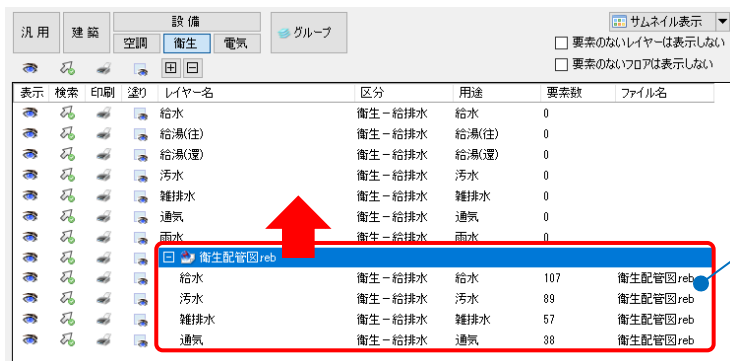 汎用 建築 設備 グループ サムネイル表示
空調 衛生 電気 要素のないレイヤーは表示しない
要素のないフロアは表示しない
表示 検索 印刷 塗り レイヤー名 区分 用途 要素数 ファイル名
給水 衛生－給排水 給水 0
給湯(往) 衛生－給排水 給湯(往) 0
給湯(還) 衛生－給排水 給湯(還) 0
汚水 衛生－給排水 汚水 0
雑排水 衛生－給排水 雑排水 0
通気 衛生－給排水 通気 0
雨水 衛生－給排水 雨水 0
衛生配管図.reb
給水 衛生－給排水 給水 107 衛生配管図.reb
汚水 衛生－給排水 汚水 89 衛生配管図.reb
雑排水 衛生－給排水 雑排水 57 衛生配管図.reb
通気 衛生－給排水 通気 38 衛生配管図.reb